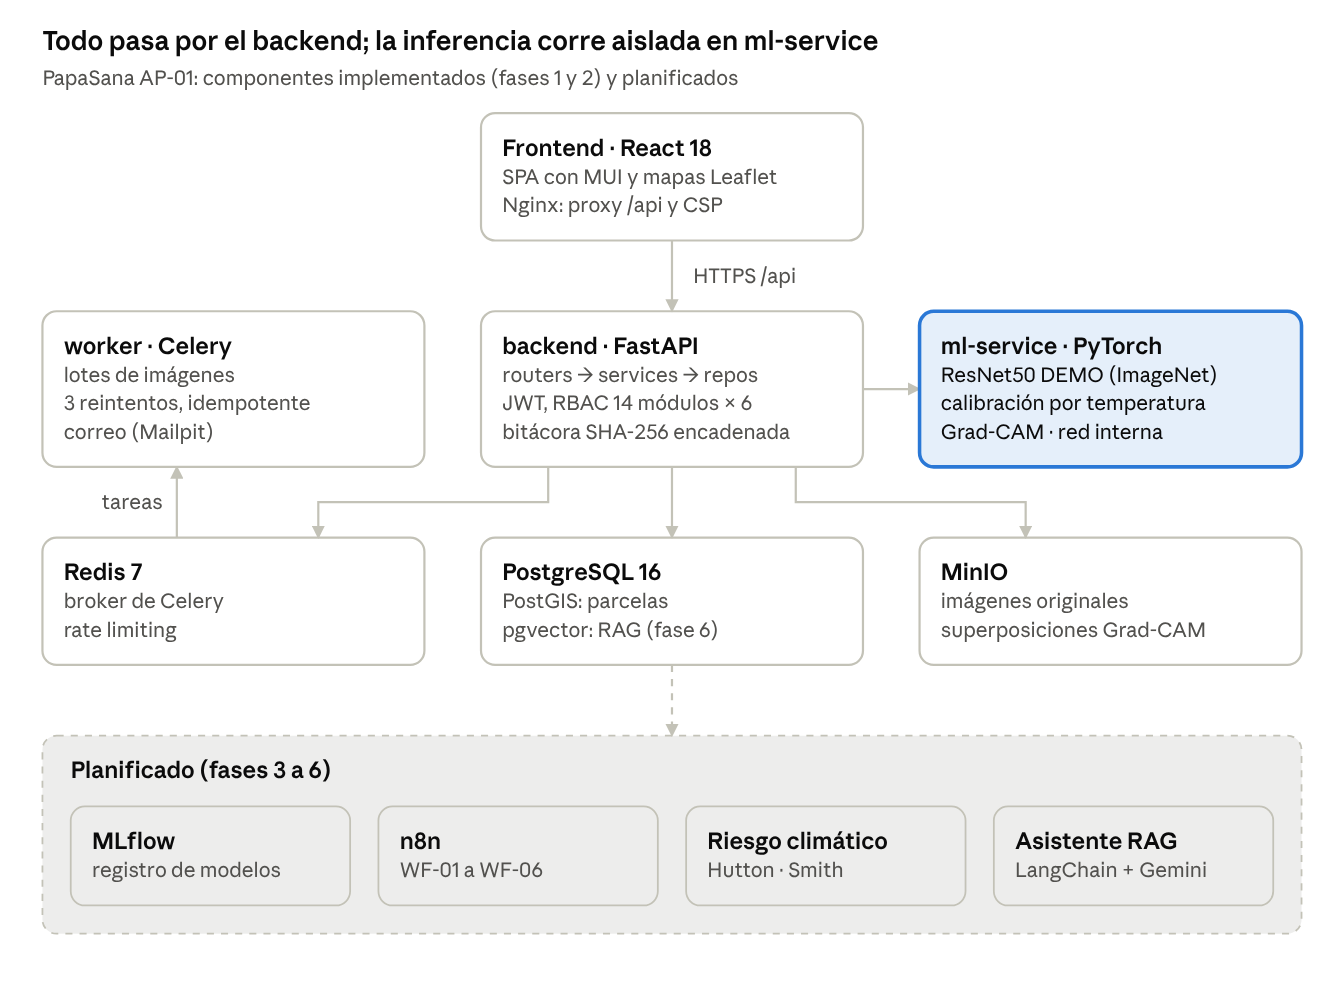 Todo pasa por el backend; la inferencia corre aislada en ml-service
PapaSana AP-01: componentes implementados (fases 1 y 2) y planificados
Frontend · React 18
SPA con MUI y mapas Leaflet
Nginx: proxy /api y CSP
HTTPS /api
worker · Celery
lotes de imágenes
3 reintentos, idempotente
correo (Mailpit)
backend · FastAPI
routers → services → repos
JWT, RBAC 14 módulos × 6
bitácora SHA-256 encadenada
ml-service · PyTorch
ResNet50 DEMO (ImageNet)
calibración por temperatura
Grad-CAM · red interna
tareas
Redis 7
broker de Celery
rate limiting
PostgreSQL 16
PostGIS: parcelas
pgvector: RAG (fase 6)
MinIO
imágenes originales
superposiciones Grad-CAM
Planificado (fases 3 a 6)
MLflow
registro de modelos
n8n
WF-01 a WF-06
Riesgo climático
Hutton · Smith
Asistente RAG
LangChain + Gemini